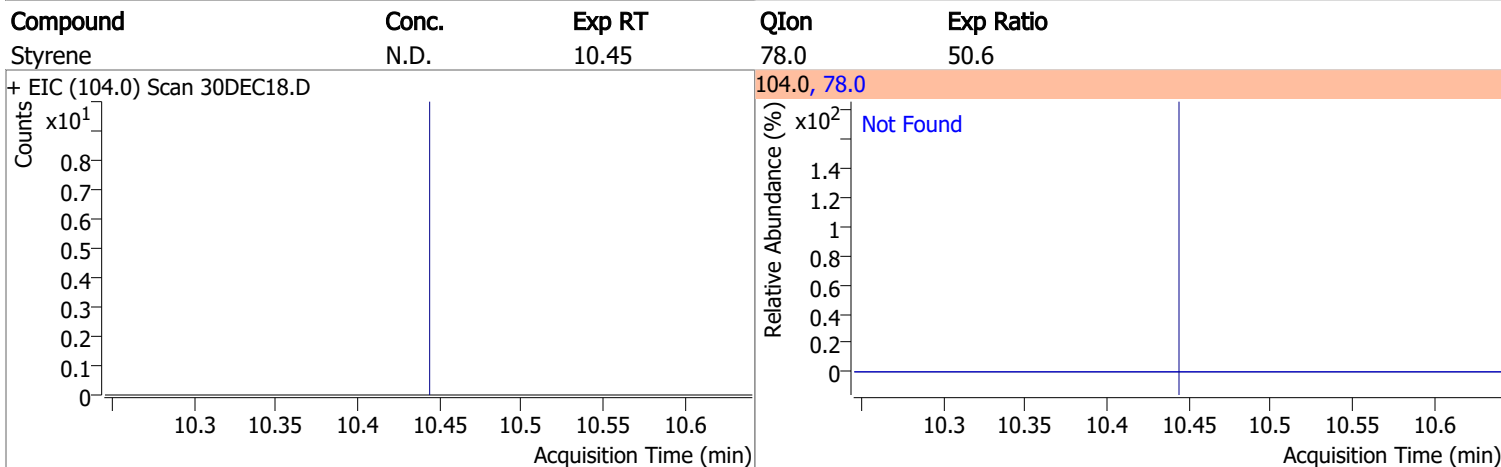 Compound Conc. Exp RT QIon Exp Ratio
Styrene N.D. 10.45 78.0 50.6
+ EIC (104.0) Scan 30DEC18.D
Counts
x10¹
0.8
0.7
0.6
0.5
0.4
0.3
0.2
0.1
0
10.3 10.35 10.4 10.45 10.5 10.55 10.6
Acquisition Time (min)
104.0, 78.0
Relative Abundance (%)
x10²
Not Found
1.4
1.2
1
0.8
0.6
0.4
0.2
0
10.3 10.35 10.4 10.45 10.5 10.55 10.6
Acquisition Time (min)